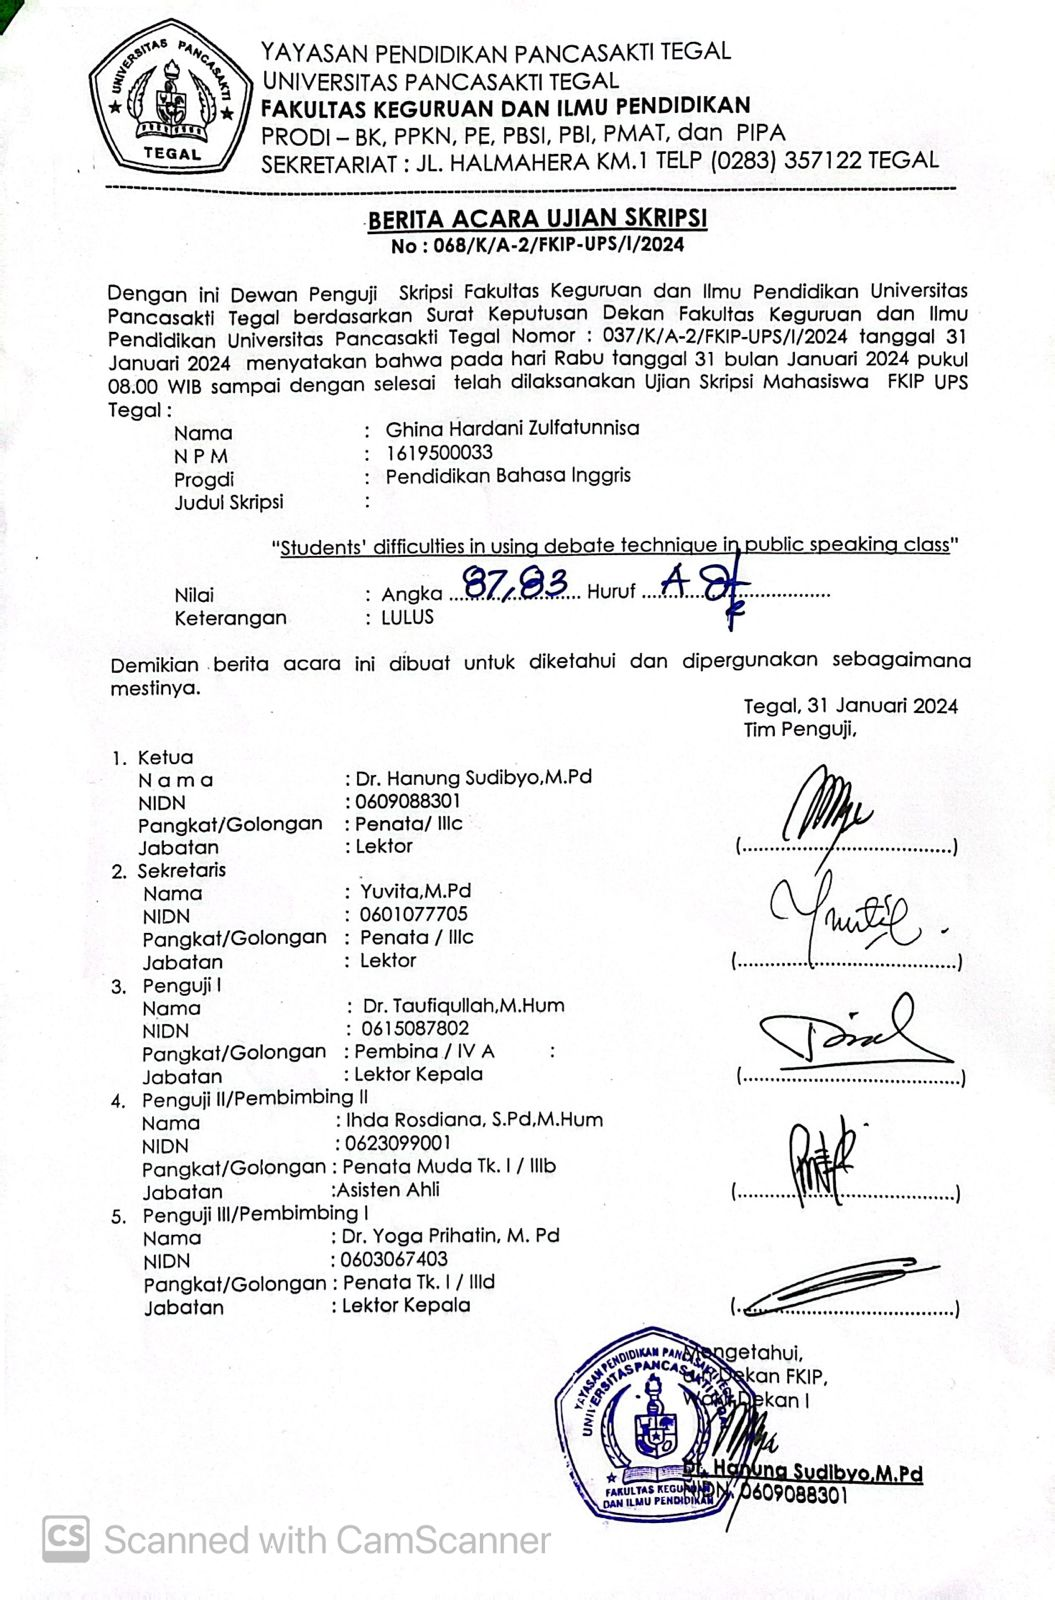 UNIVERSITAS PANCASAKTI
TEGAL
YAYASAN PENDIDIKAN PANCASAKTI TEGAL
UNIVERSITAS PANCASAKTI TEGAL
FAKULTAS KEGURUAN DAN ILMU PENDIDIKAN
PRODI – BK, PPKN, PE, PBSI, PBI, PMAT, dan PIPA
SEKRETARIAT : JL. HALMAHERA KM.1 TELP (0283) 357122 TEGAL
BERITA ACARA UJIAN SKRIPSI
No : 068/K/A-2/FKIP-UPS/I/2024
Dengan ini Dewan Penguji Skripsi Fakultas Keguruan dan Ilmu Pendidikan Universitas
Pancasakti Tegal berdasarkan Surat Keputusan Dekan Fakultas Keguruan dan Ilmu
Pendidikan Universitas Pancasakti Tegal Nomor : 037/K/A-2/FKIP-UPS/I/2024 tanggal 31
Januari 2024 menyatakan bahwa pada hari Rabu tanggal 31 bulan Januari 2024 pukul
08.00 WIB sampai dengan selesai telah dilaksanakan Ujian Skripsi Mahasiswa FKIP UPS
Tegal :
Nama : Ghina Hardani Zulfatunnisa
N P M : 1619500033
Progdi : Pendidikan Bahasa Inggris
Judul Skripsi :
"Students' difficulties in using debate technique in public speaking class"
Nilai : Angka ....87,83.... Huruf ....A....
Keterangan : LULUS
Demikian berita acara ini dibuat untuk diketahui dan dipergunakan sebagaimana
mestinya.
Tegal, 31 Januari 2024
Tim Penguji,
1. Ketua
N a m a : Dr. Hanung Sudibyo,M.Pd
NIDN : 0609088301
Pangkat/Golongan : Penata/ IIIc
Jabatan : Lektor (....................................)
2. Sekretaris
Nama : Yuvita,M.Pd
NIDN : 0601077705
Pangkat/Golongan : Penata / IIIc
Jabatan : Lektor (....................................)
3. Penguji I
Nama : Dr. Taufiqullah,M.Hum
NIDN : 0615087802
Pangkat/Golongan : Pembina / IV A :
Jabatan : Lektor Kepala (....................................)
4. Penguji II/Pembimbing II
Nama : Ihda Rosdiana, S.Pd,M.Hum
NIDN : 0623099001
Pangkat/Golongan : Penata Muda Tk. I / IIIb
Jabatan :Asisten Ahli (....................................)
5. Penguji III/Pembimbing I
Nama : Dr. Yoga Prihatin, M. Pd
NIDN : 0603067403
Pangkat/Golongan : Penata Tk. I / IIId
Jabatan : Lektor Kepala (....................................)
Mengetahui,
Dekan FKIP,
Wakil Dekan I
Dr. Hanung Sudibyo,M.Pd
NIDN 0609088301
YAYASAN PENDIDIKAN PANCASAKTI TEGAL
UNIVERSITAS PANCASAKTI TEGAL
FAKULTAS KEGURUAN
DAN ILMU PENDIDIKAN
CS Scanned with CamScanner